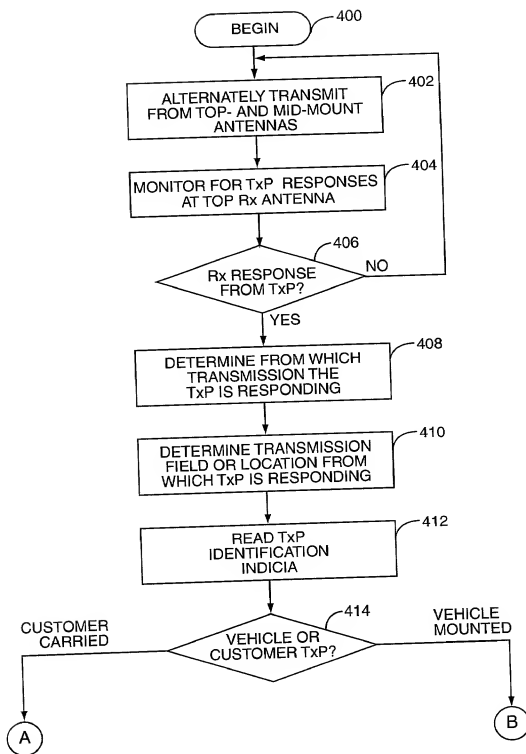 BEGIN
400
ALTERNATELY TRANSMIT
FROM TOP- AND MID-MOUNT
ANTENNAS
402
MONITOR FOR TxP RESPONSES
AT TOP Rx ANTENNA
404
Rx RESPONSE
FROM TxP?
406
NO
YES
DETERMINE FROM WHICH
TRANSMISSION THE
TxP IS RESPONDING
408
DETERMINE TRANSMISSION
FIELD OR LOCATION FROM
WHICH TxP IS RESPONDING
410
READ TxP
IDENTIFICATION
INDICIA
412
VEHICLE OR
CUSTOMER TxP?
414
CUSTOMER
CARRIED
VEHICLE
MOUNTED
A
B